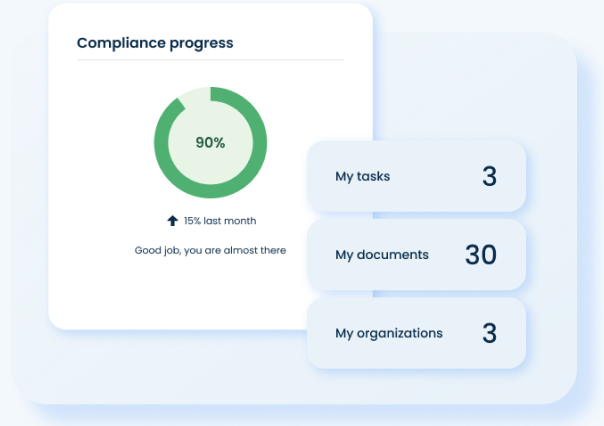 Compliance progress
90%
15% last month
Good job, you are almost there
My tasks 3
My documents 30
My organizations 3